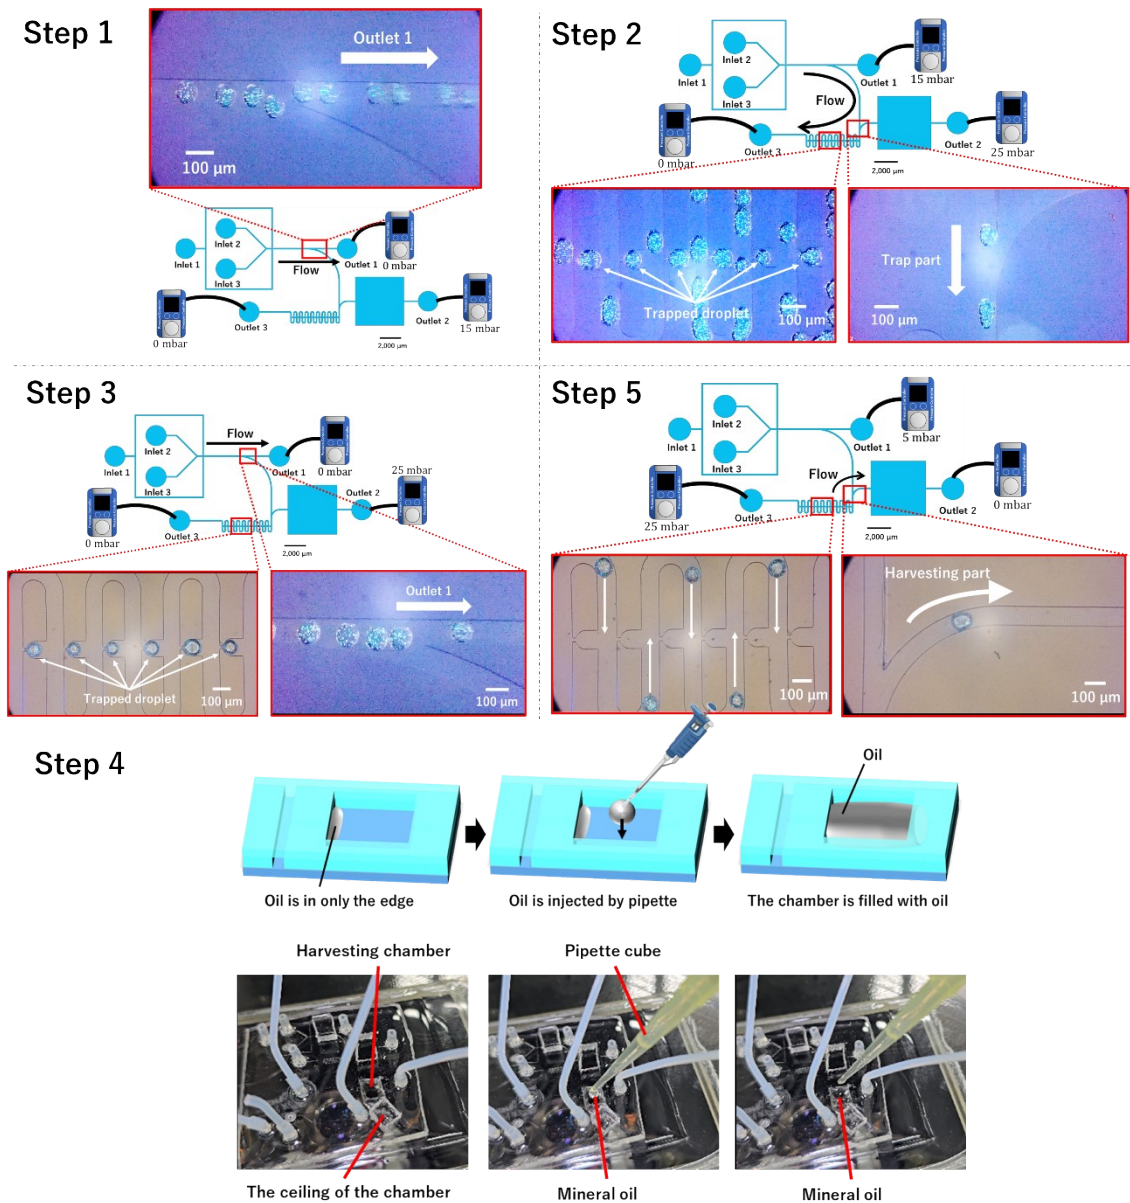 Step 1
Outlet 1
100 µm
Inlet 2
Inlet 1
Inlet 3
Flow
Outlet 1
0 mbar
Outlet 3
Outlet 2
0 mbar
2,000 µm
15 mbar
Step 2
Inlet 2
Inlet 1
Inlet 3
Outlet 1
15 mbar
Flow
Outlet 3
Outlet 2
0 mbar
25 mbar
2,000 µm
Trapped droplet
100 µm
Trap part
100 µm
Step 3
Flow
Inlet 2
Inlet 1
Inlet 3
Outlet 1
0 mbar
25 mbar
Outlet 2
Outlet 3
0 mbar
2,000 µm
Trapped droplet
100 µm
Outlet 1
100 µm
Step 5
Inlet 2
Inlet 1
Inlet 3
Outlet 1
5 mbar
Flow
Outlet 3
Outlet 2
25 mbar
0 mbar
2,000 µm
100 µm
Harvesting part
100 µm
Step 4
Oil
Oil is in only the edge
Oil is injected by pipette
The chamber is filled with oil
Harvesting chamber
Pipette cube
The ceiling of the chamber
Mineral oil
Mineral oil